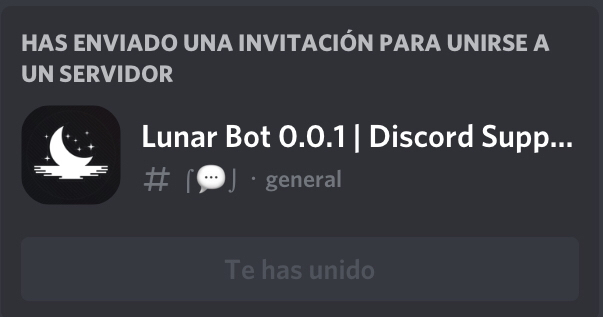 HAS ENVIADO UNA INVITACIÓN PARA UNIRSE A
UN SERVIDOR
Lunar Bot 0.0.1 | Discord Supp...
# ⌠💬⌡ · general
Te has unido